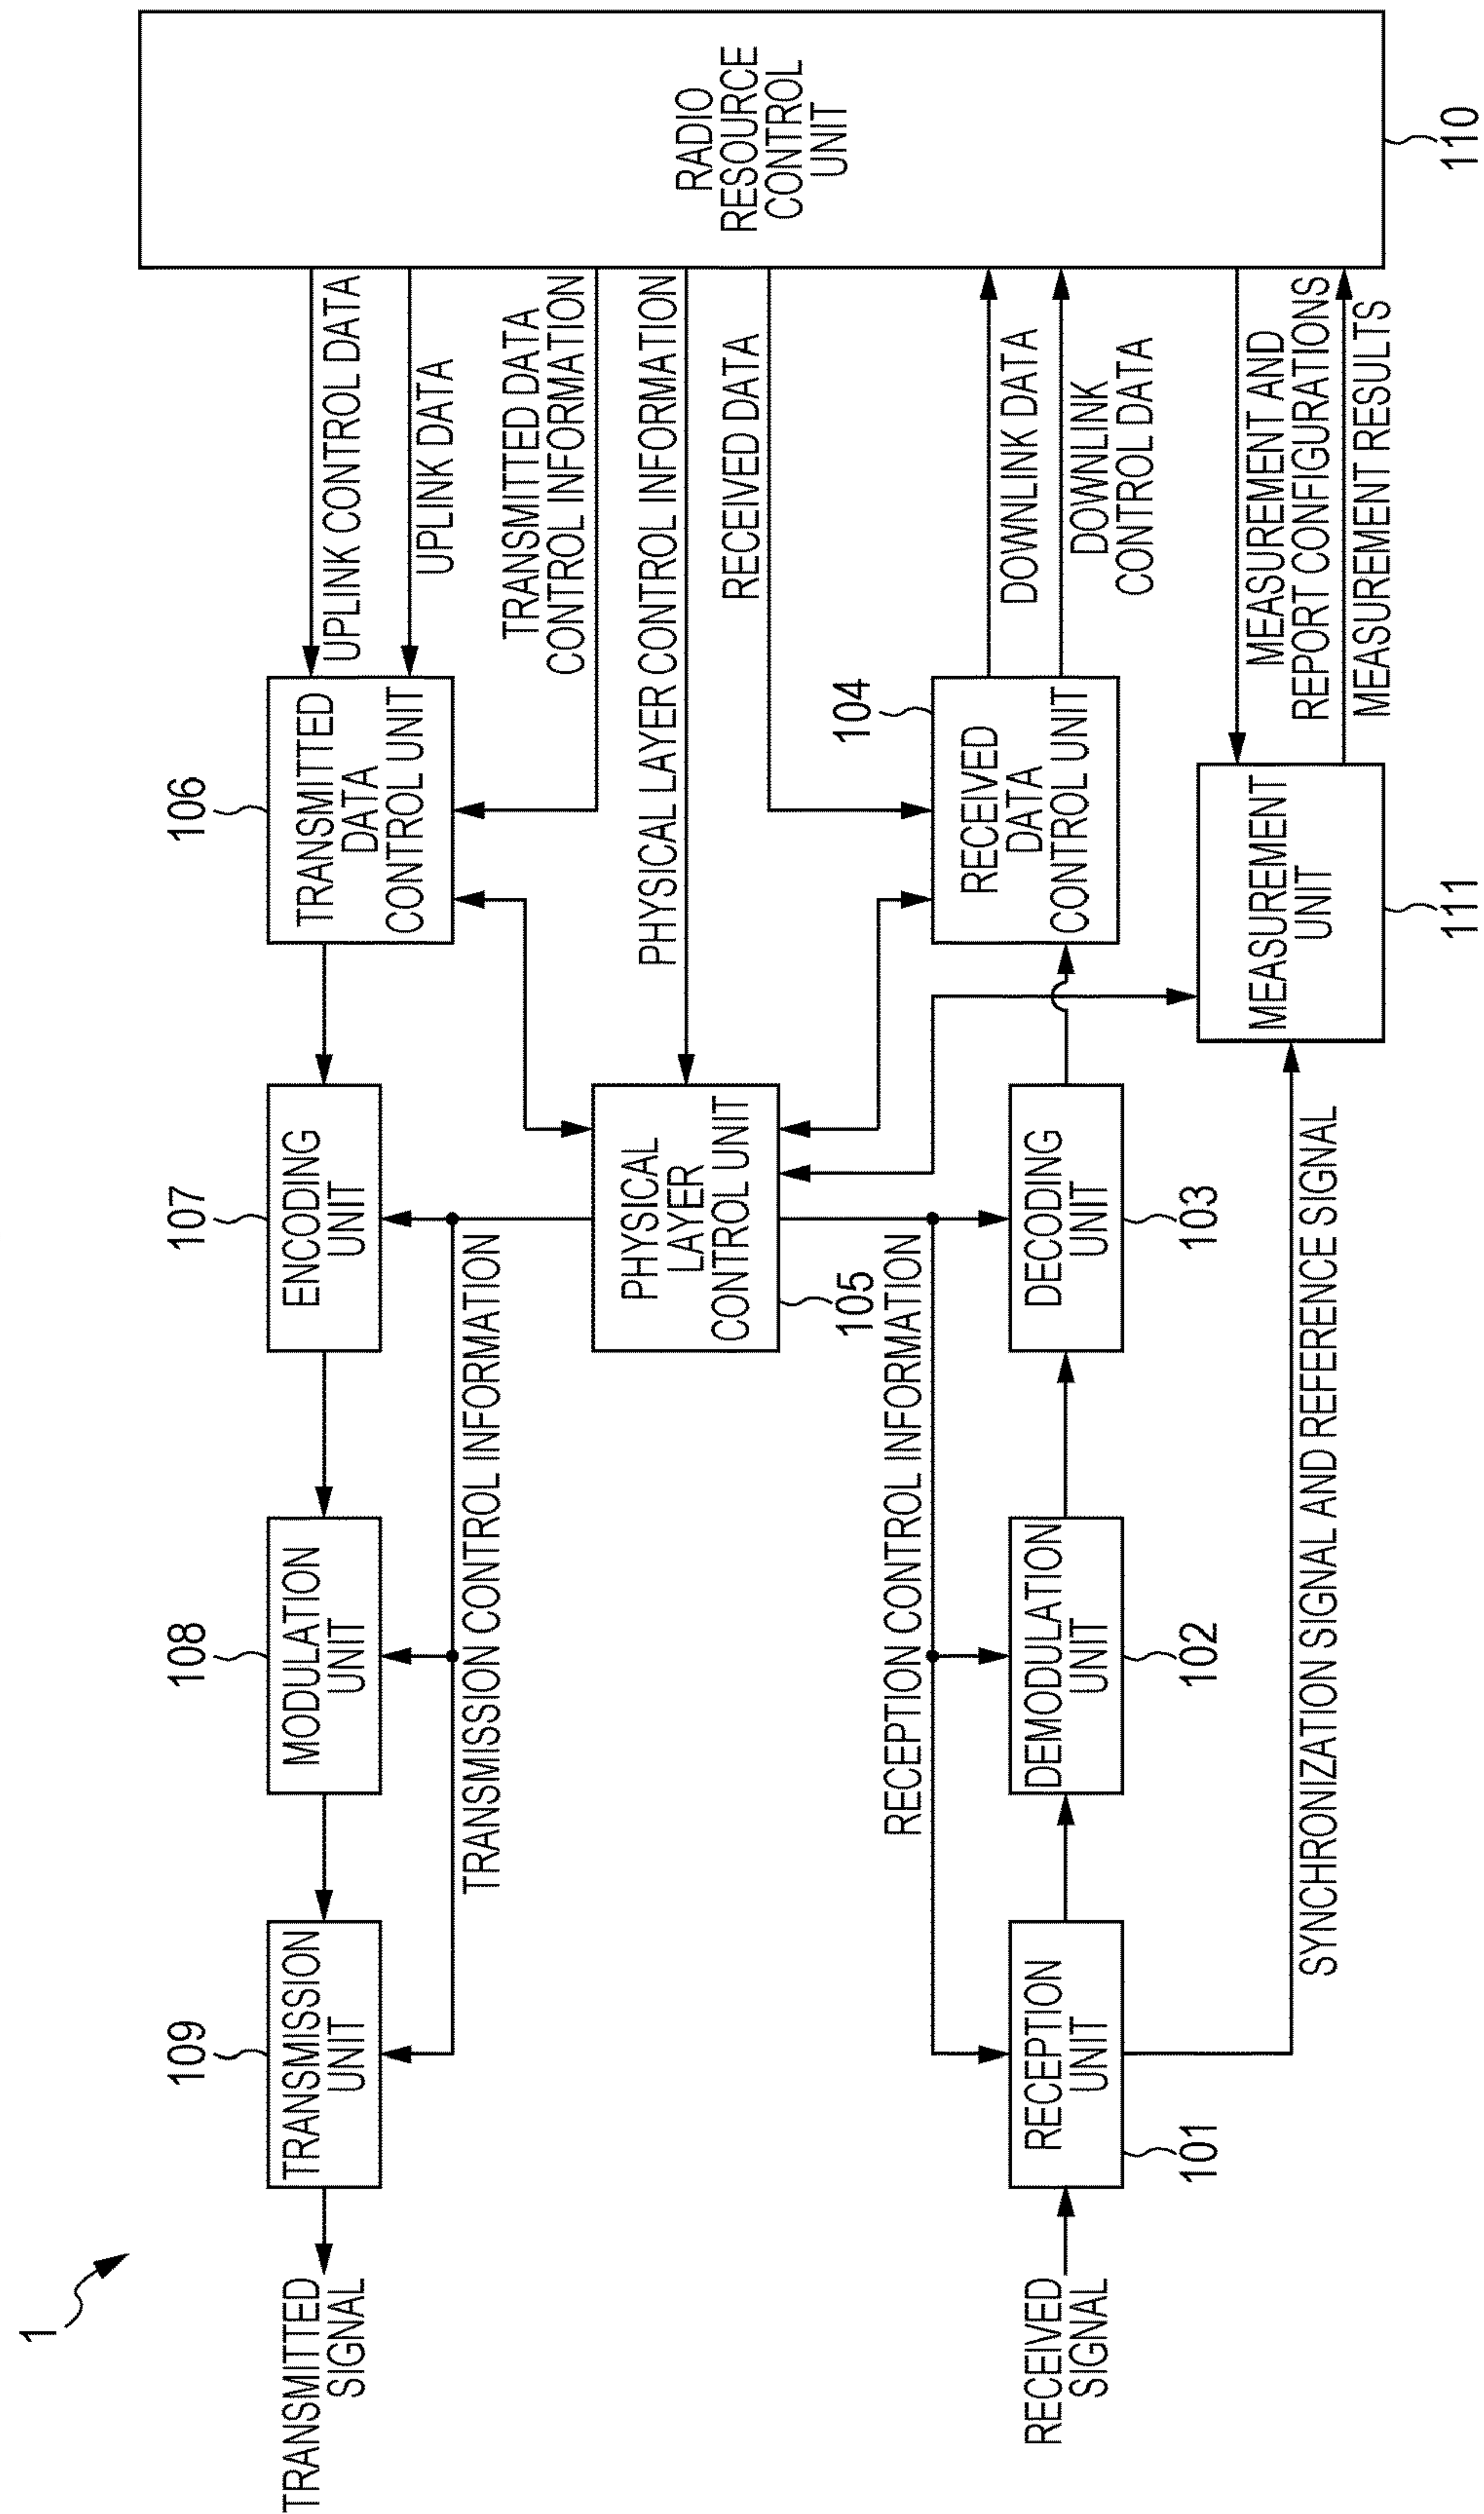 1
TRANSMITTED
SIGNAL
109
TRANSMISSION
UNIT
108
MODULATION
UNIT
107
ENCODING
UNIT
106
TRANSMITTED
DATA
CONTROL UNIT
UPLINK CONTROL DATA
UPLINK DATA
TRANSMITTED DATA
CONTROL INFORMATION
TRANSMISSION CONTROL INFORMATION
PHYSICAL
LAYER
CONTROL UNIT
105
PHYSICAL LAYER CONTROL INFORMATION
RECEIVED DATA
RADIO
RESOURCE
CONTROL
UNIT
110
RECEPTION CONTROL INFORMATION
RECEIVED
SIGNAL
RECEPTION
UNIT
101
DEMODULATION
UNIT
102
DECODING
UNIT
103
104
RECEIVED
DATA
CONTROL UNIT
DOWNLINK DATA
DOWNLINK
CONTROL DATA
SYNCHRONIZATION SIGNAL AND REFERENCE SIGNAL
MEASUREMENT
UNIT
111
MEASUREMENT AND
REPORT CONFIGURATIONS
MEASUREMENT RESULTS